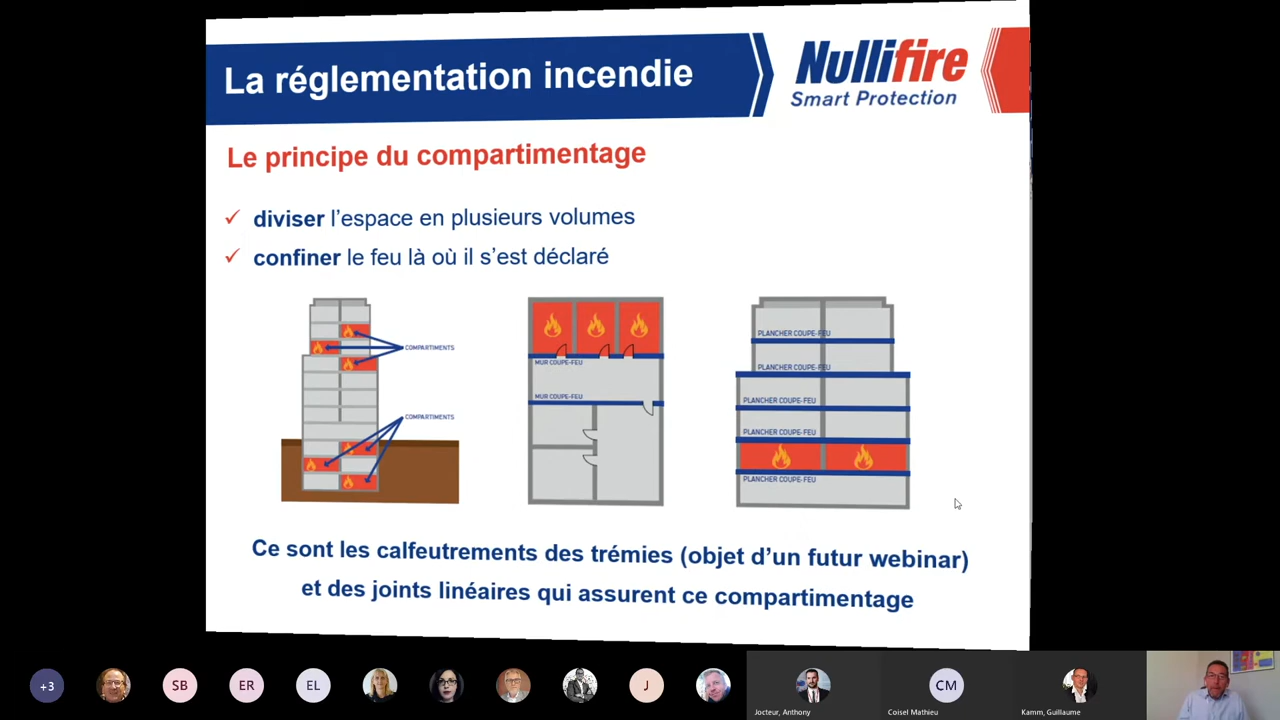 La réglementation incendie
Nullifire
Smart Protection
Le principe du compartimentage
✓ diviser l'espace en plusieurs volumes
✓ confiner le feu là où il s'est déclaré
COMPARTIMENTS
COMPARTIMENTS
MUR COUPE-FEU
MUR COUPE-FEU
PLANCHER COUPE-FEU
PLANCHER COUPE-FEU
PLANCHER COUPE-FEU
PLANCHER COUPE-FEU
PLANCHER COUPE-FEU
Ce sont les calfeutrements des trémies (objet d'un futur webinar)
et des joints linéaires qui assurent ce compartimentage
+3
SB
ER
EL
J
CM
Jocteur, Anthony
Coisel Mathieu
Kamm, Guillaume